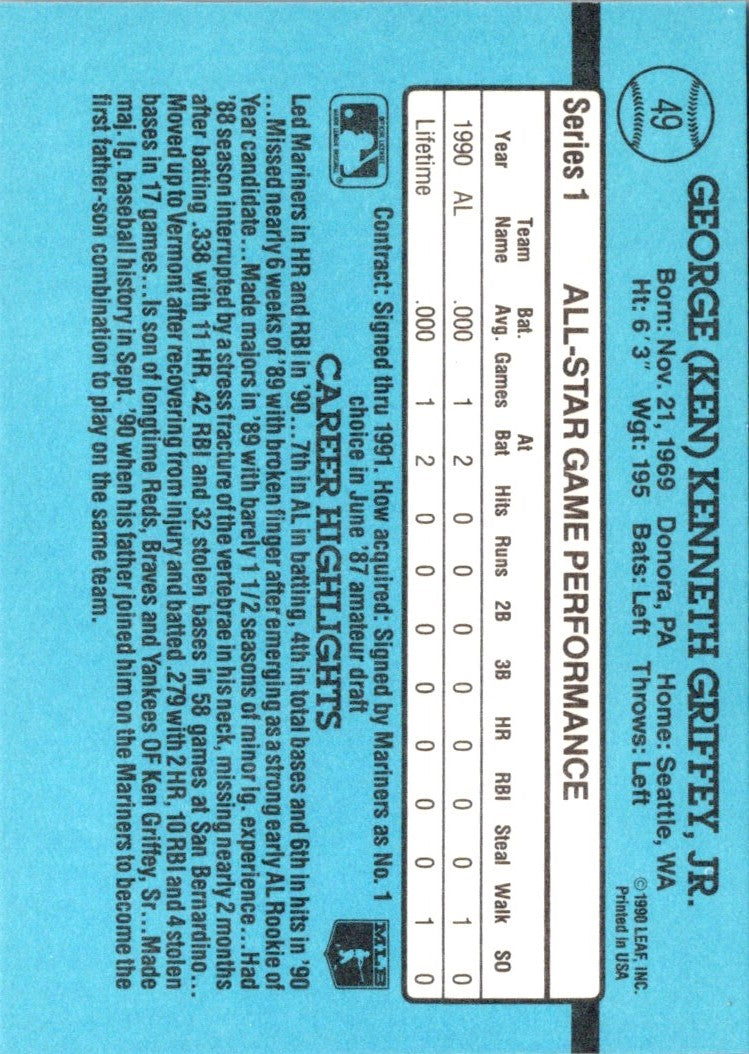 49
GEORGE (KEN) KENNETH GRIFFEY, JR.
Born: Nov. 21, 1969 Donora, PA Home: Seattle, WA
Ht: 6'3" Wgt: 195 Bats: Left Throws: Left
©1990 LEAF, INC.
Printed in USA
Series 1 ALL-STAR GAME PERFORMANCE
Team Bat. At
Year Name Avg. Games Bat Hits Runs 2B 3B HR RBI Steal Walk SO
1990 AL .000 1 2 0 0 0 0 0 0 0 1 0
Lifetime .000 1 2 0 0 0 0 0 0 0 1 0
Contract: Signed thru 1991. How acquired: Signed by Mariners as No. 1
choice in June '87 amateur draft
MLB
CAREER HIGHLIGHTS
Led Mariners in HR and RBI in '90...7th in AL in batting, 4th in total bases and 6th in hits in '90
...Missed nearly 6 weeks of '89 with broken finger after emerging as a strong early AL Rookie of
Year candidate...Made majors in '89 with barely 1 1/2 seasons of minor lg. experience...Had
'88 season interrupted by a stress fracture of the vertebrae in his neck, missing nearly 2 months
after batting .338 with 11 HR, 42 RBI and 32 stolen bases in 58 games at San Bernardino...
Moved up to Vermont after recovering from injury and batted .279 with 2 HR, 10 RBI and 4 stolen
bases in 17 games...Is son of longtime Reds, Braves and Yankees OF Ken Griffey, Sr...Made
maj. lg. baseball history in Sept. '90 when his father joined him on the Mariners to become the
first father-son combination to play on the same team.